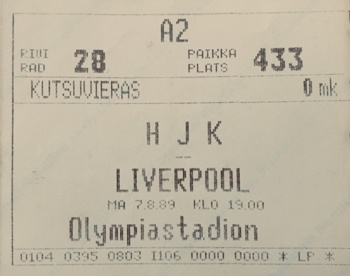 A2
RIVI 28 PAIKKA 433
RAD PLATS
KUTSUVIERAS 0 mk
H J K
--
LIVERPOOL
MA 7.8.89 KLO 19.00
Olympiastadion
0104 0395 0803 I106 0000 0000 * LP *